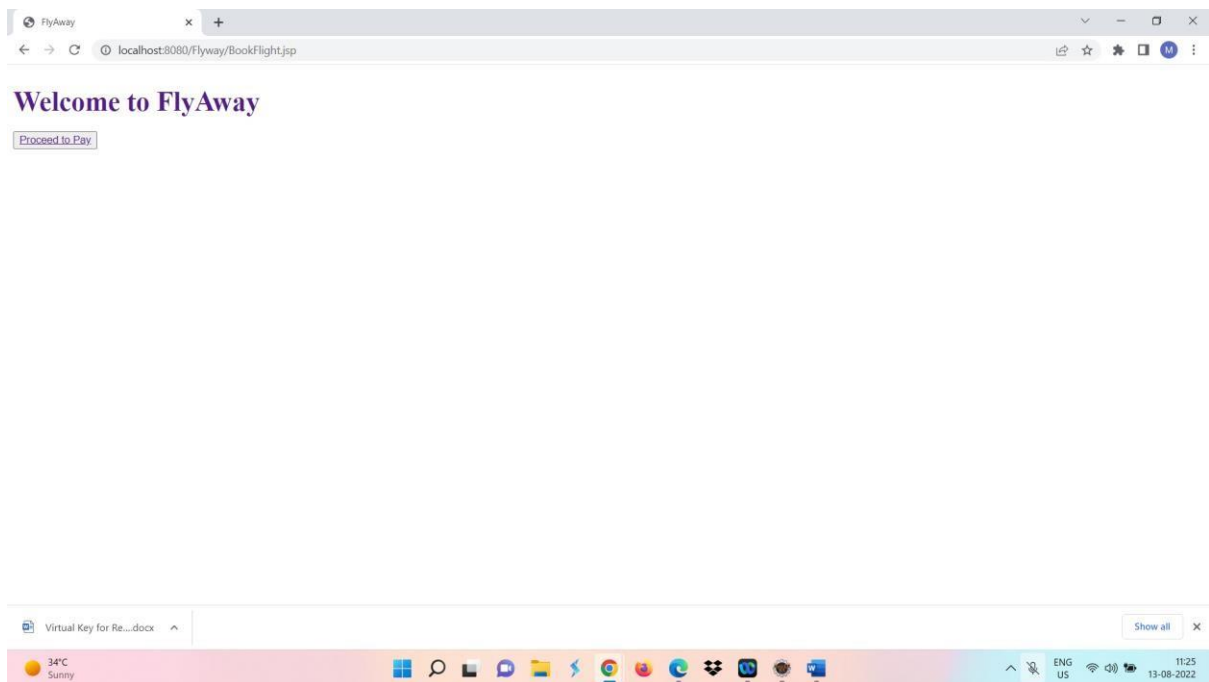 FlyAway
localhost:8080/Flyway/BookFlight.jsp
M
Welcome to FlyAway
Proceed to Pay
Virtual Key for Re....docx
Show all
34°C
Sunny
ENG
US
11:25
13-08-2022